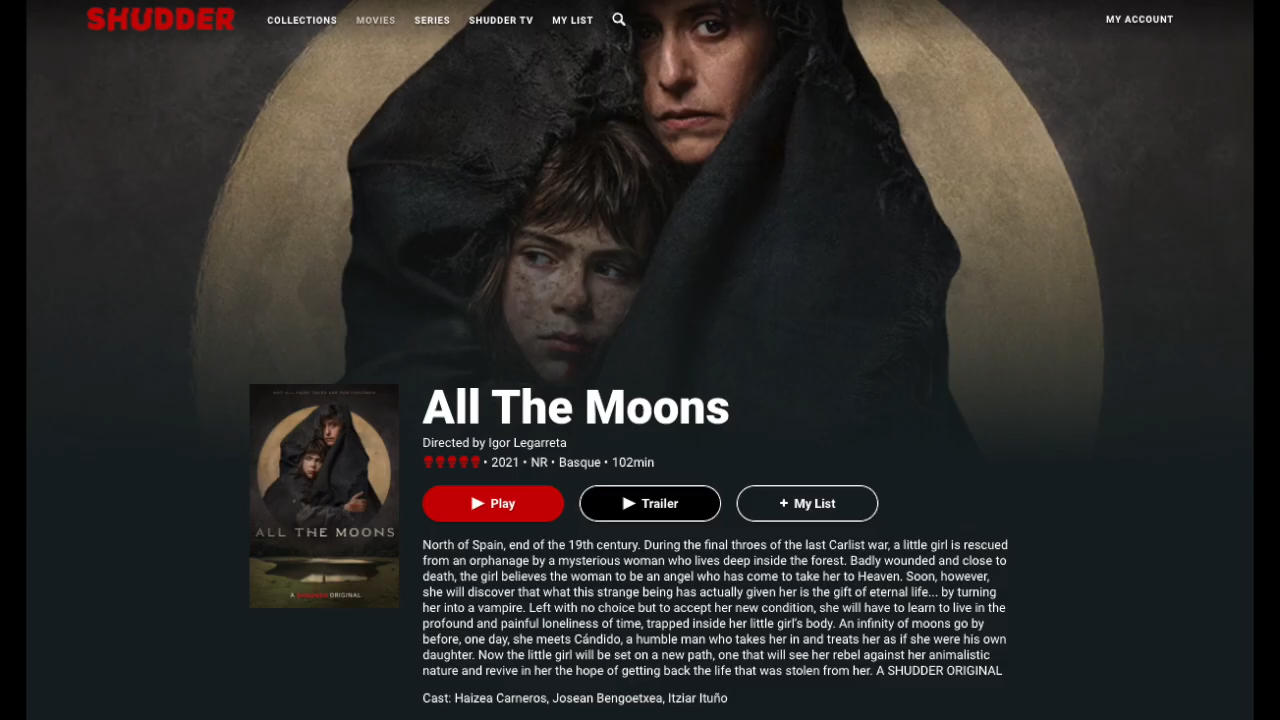 SHUDDER COLLECTIONS MOVIES SERIES SHUDDER TV MY LIST MY ACCOUNT
NOT ALL FAIRY TALES ARE FOR CHILDREN
ALL THE MOONS
A SHUDDER ORIGINAL
All The Moons
Directed by Igor Legarreta
• 2021 • NR • Basque • 102min
Play Trailer + My List
North of Spain, end of the 19th century. During the final throes of the last Carlist war, a little girl is rescued
from an orphanage by a mysterious woman who lives deep inside the forest. Badly wounded and close to
death, the girl believes the woman to be an angel who has come to take her to Heaven. Soon, however,
she will discover that what this strange being has actually given her is the gift of eternal life... by turning
her into a vampire. Left with no choice but to accept her new condition, she will have to learn to live in the
profound and painful loneliness of time, trapped inside her little girl's body. An infinity of moons go by
before, one day, she meets Cándido, a humble man who takes her in and treats her as if she were his own
daughter. Now the little girl will be set on a new path, one that will see her rebel against her animalistic
nature and revive in her the hope of getting back the life that was stolen from her. A SHUDDER ORIGINAL
Cast: Haizea Carneros, Josean Bengoetxea, Itziar Ituño